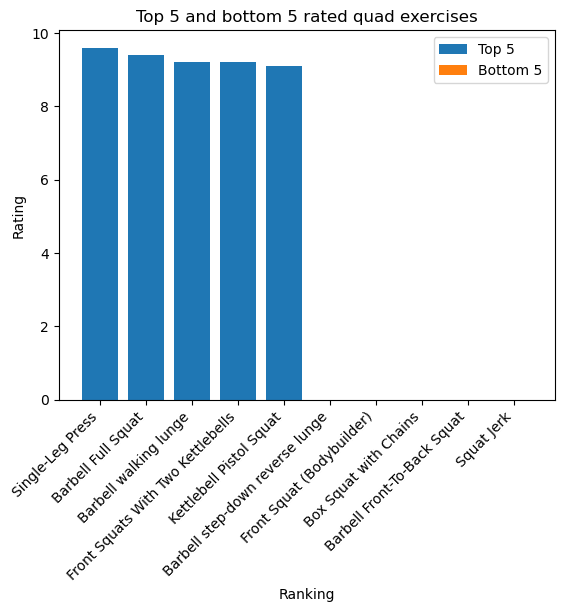 Top 5 and bottom 5 rated quad exercises
Top 5
Bottom 5
Rating
10
8
6
4
2
0
Single-Leg Press
Barbell Full Squat
Barbell walking lunge
Front Squats With Two Kettlebells
Kettlebell Pistol Squat
Barbell step-down reverse lunge
Front Squat (Bodybuilder)
Box Squat with Chains
Barbell Front-To-Back Squat
Squat Jerk
Ranking